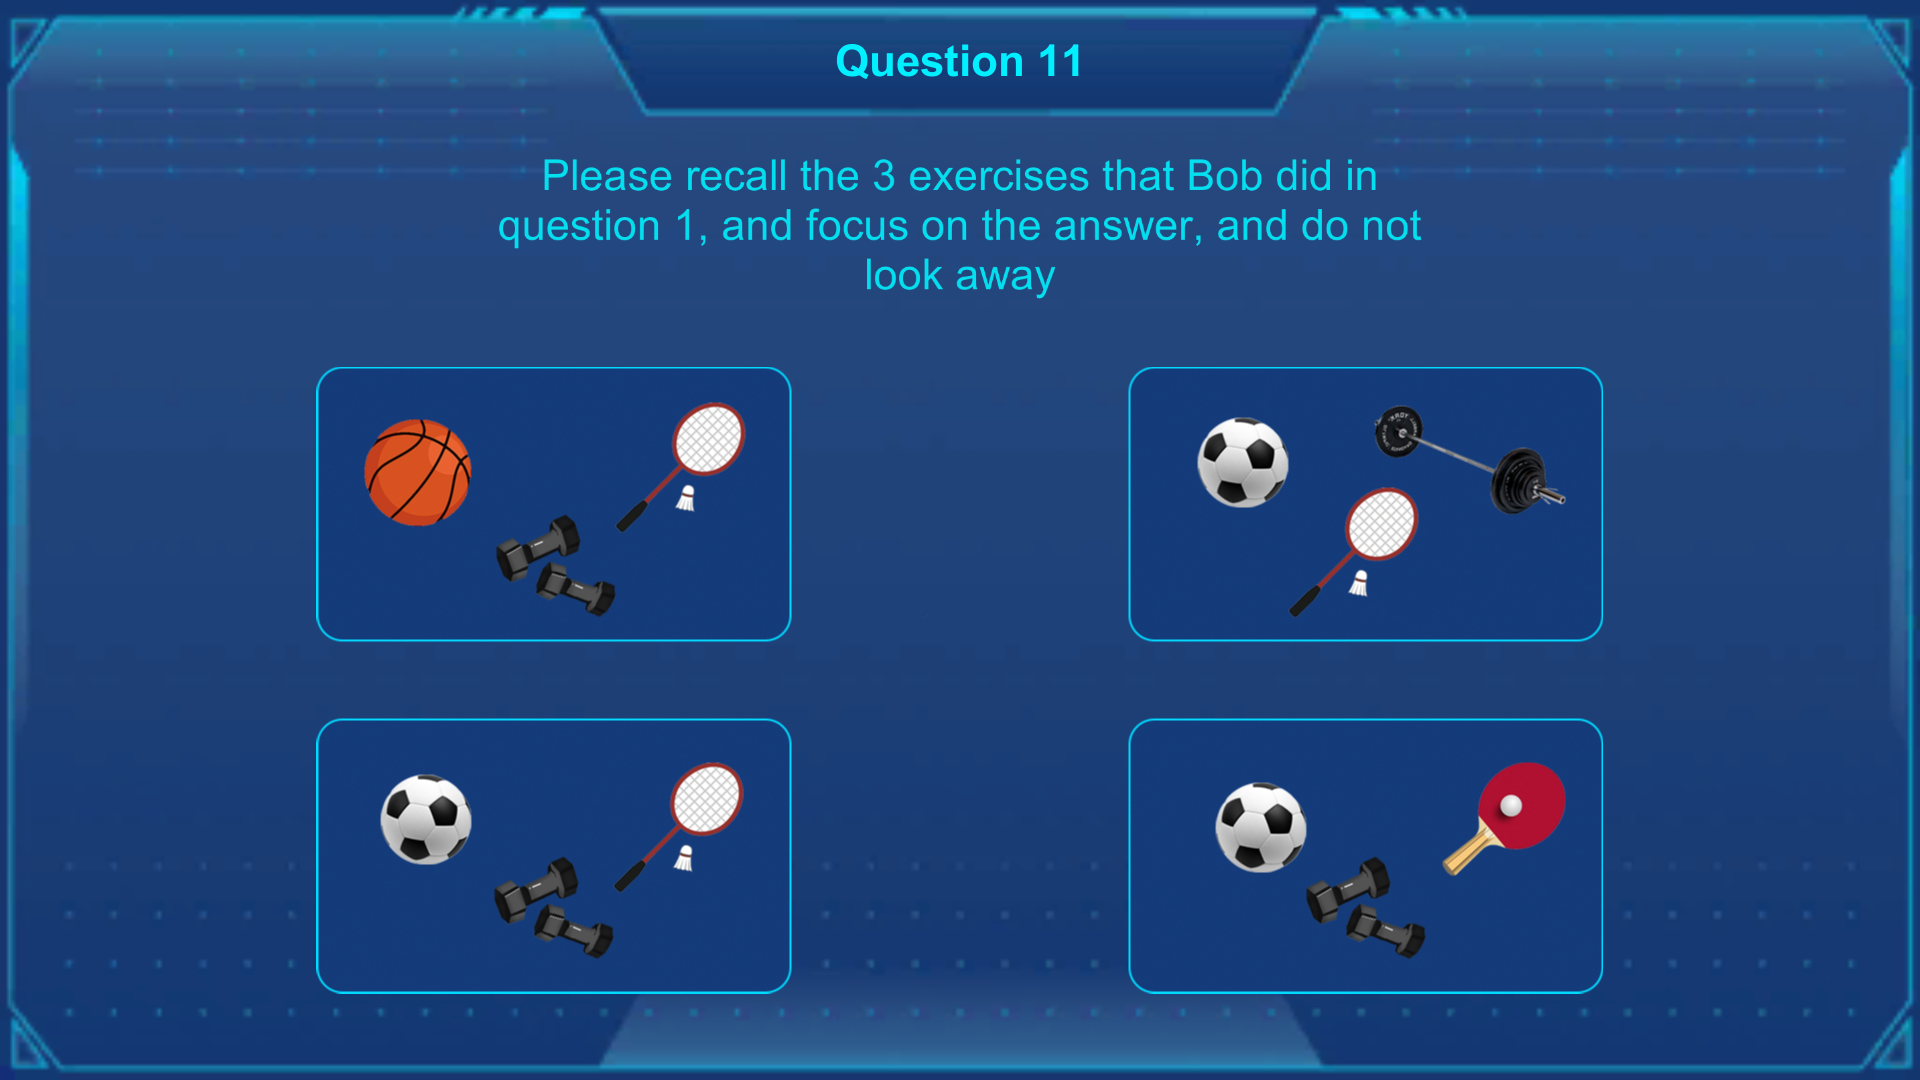 Question 11
Please recall the 3 exercises that Bob did in
question 1, and focus on the answer, and do not
look away